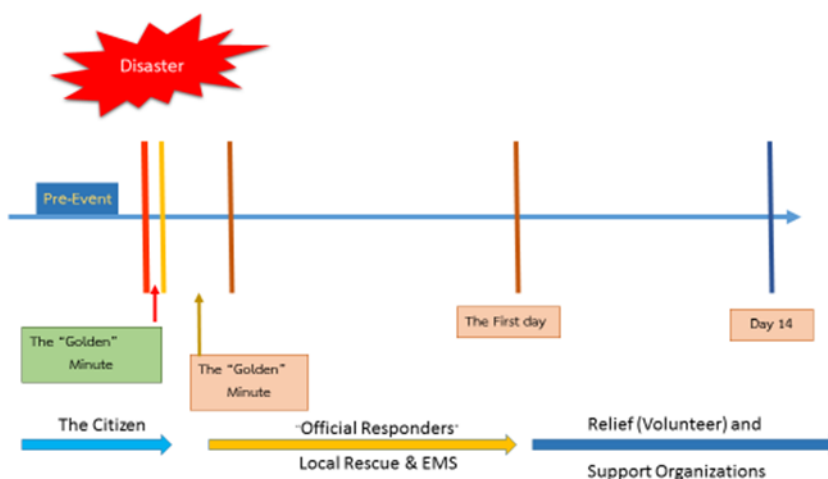 Disaster
Pre-Event
The "Golden"
Minute
The "Golden"
Minute
The First day
Day 14
The Citizen
"Official Responders"
Local Rescue & EMS
Relief (Volunteer) and
Support Organizations